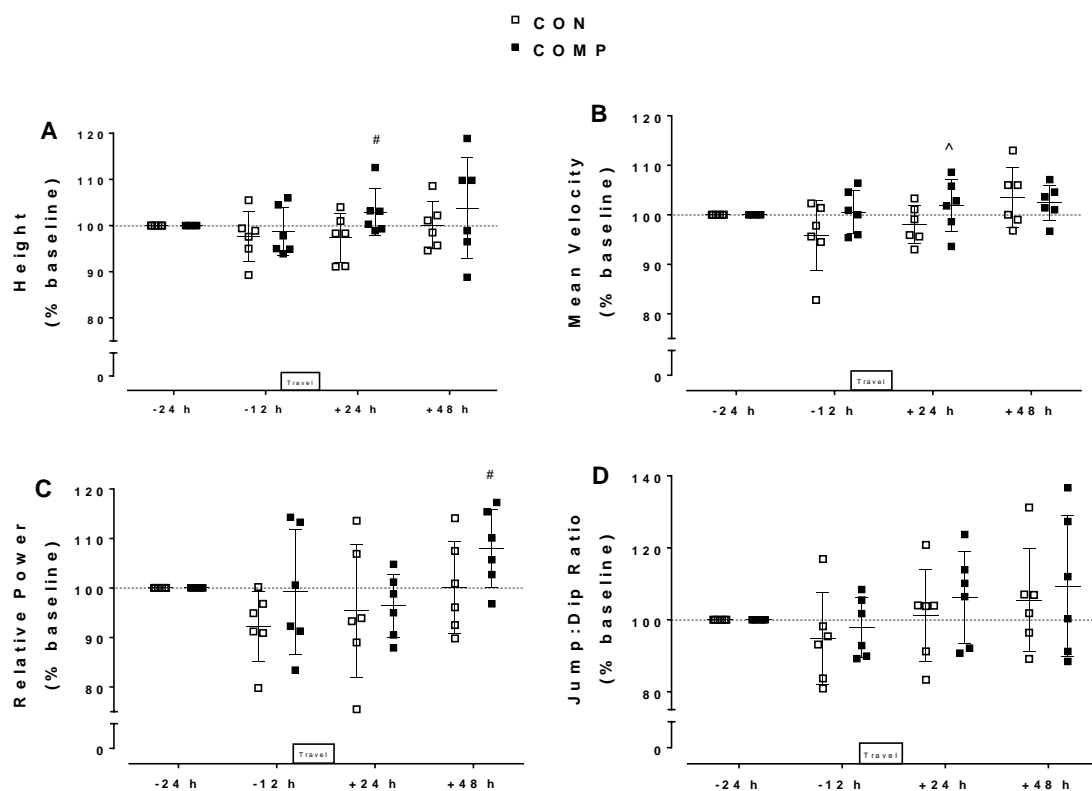 CON
COMP
A
#
Height
(% baseline)
120
110
100
90
80
0
Travel
-24 h
-12 h
+24 h
+48 h
B
^
Mean Velocity
(% baseline)
120
110
100
90
80
0
Travel
-24 h
-12 h
+24 h
+48 h
C
#
Relative Power
(% baseline)
120
100
90
80
0
Travel
-24 h
-12 h
+24 h
+48 h
D
Jump:Dip Ratio
(% baseline)
140
120
100
80
0
Travel
-24 h
-12 h
+24 h
+48 h